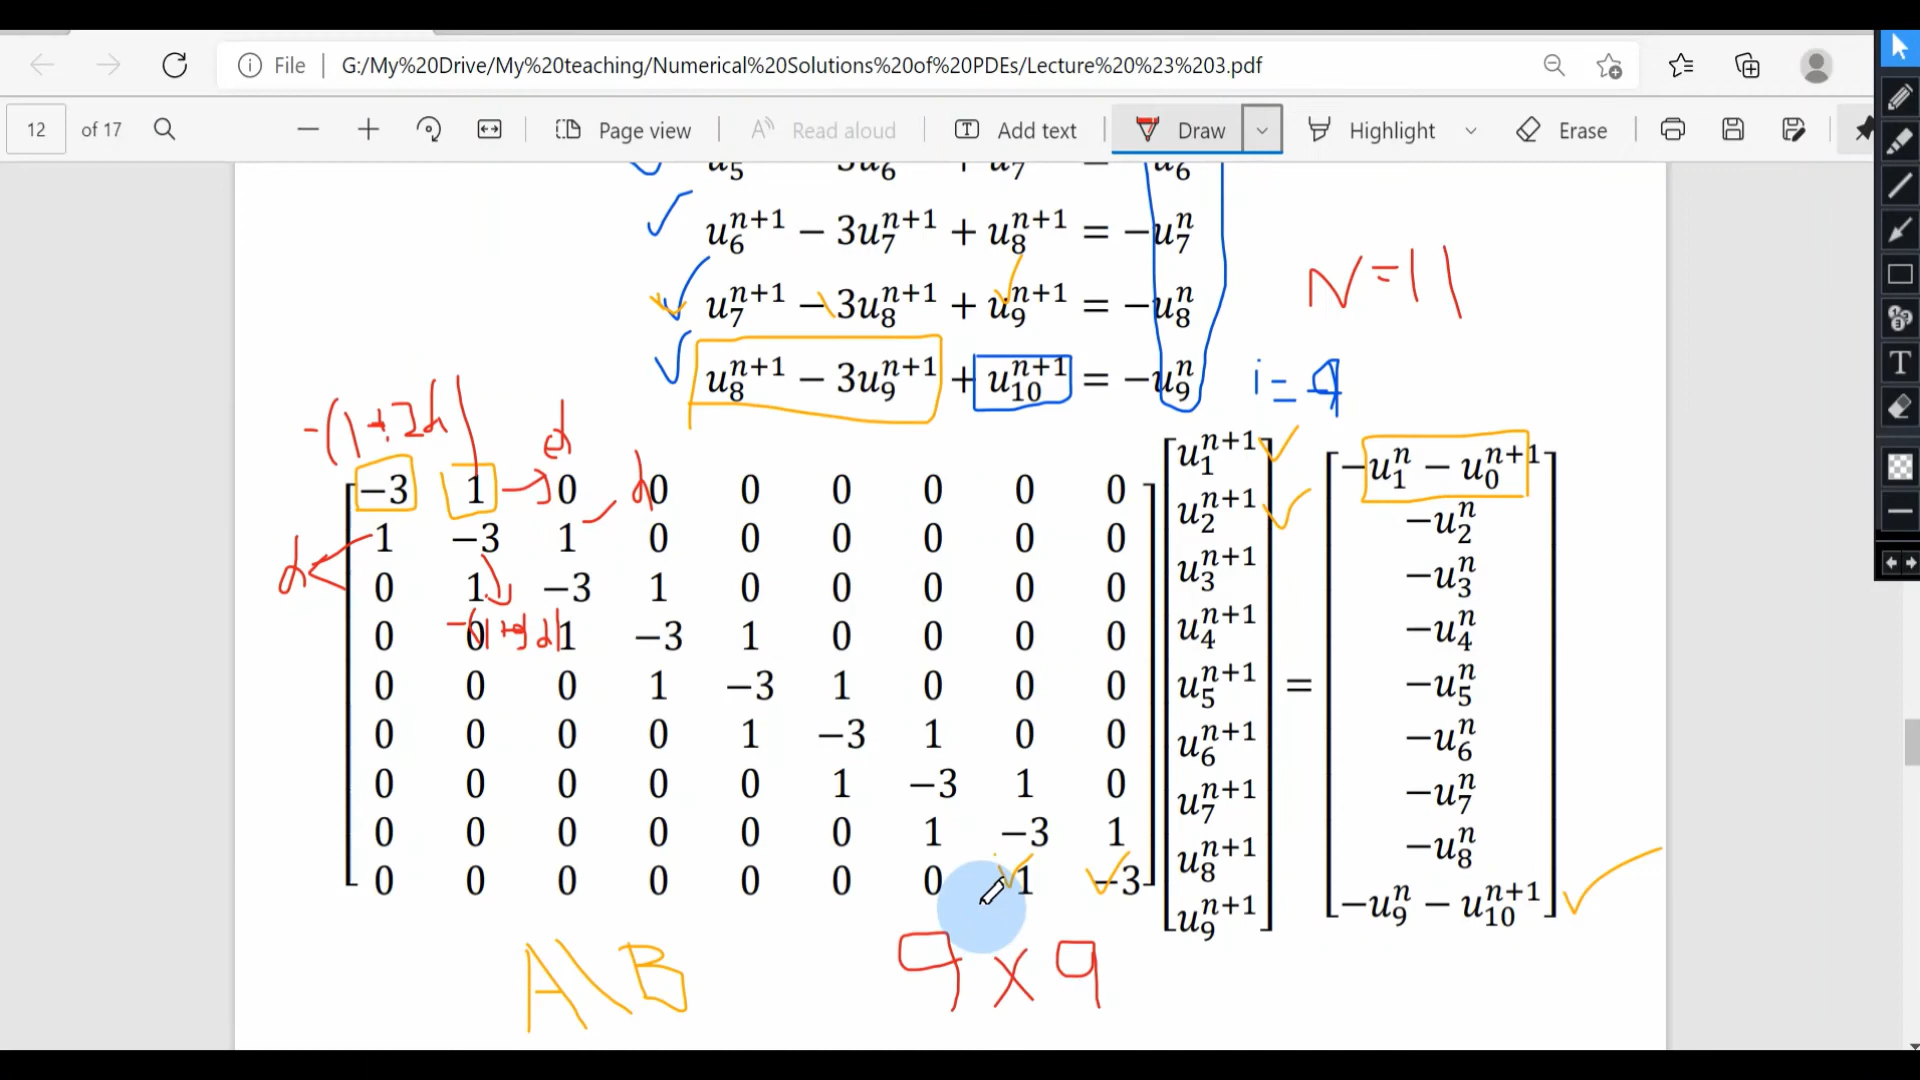 File | G:/My%20Drive/My%20teaching/Numerical%20Solutions%20of%20PDEs/Lecture%20%23%203.pdf
12 of 17 Page view Read aloud Add text Draw Highlight Erase
u_5 3u_6 + u_7 = u_6
u_6^{n+1} − 3u_7^{n+1} + u_8^{n+1} = −u_7^n
N=11
u_7^{n+1} − 3u_8^{n+1} + u_9^{n+1} = −u_8^n
u_8^{n+1} − 3u_9^{n+1} + u_{10}^{n+1} = −u_9^n
i = 9
-(1+2d)
d
d
−3 1 0 0 0 0 0 0 0 u_1^{n+1} −u_1^n − u_0^{n+1}
1 −3 1 0 0 0 0 0 0 u_2^{n+1} −u_2^n
d
0 1 −3 1 0 0 0 0 0 u_3^{n+1} −u_3^n
-(1+2d)
0 0 1 −3 1 0 0 0 0 u_4^{n+1} −u_4^n
0 0 0 1 −3 1 0 0 0 u_5^{n+1} = −u_5^n
0 0 0 0 1 −3 1 0 0 u_6^{n+1} −u_6^n
0 0 0 0 0 1 −3 1 0 u_7^{n+1} −u_7^n
0 0 0 0 0 0 1 −3 1 u_8^{n+1} −u_8^n
0 0 0 0 0 0 0 1 −3 u_9^{n+1} −u_9^n − u_{10}^{n+1}
A\B
9 x 9